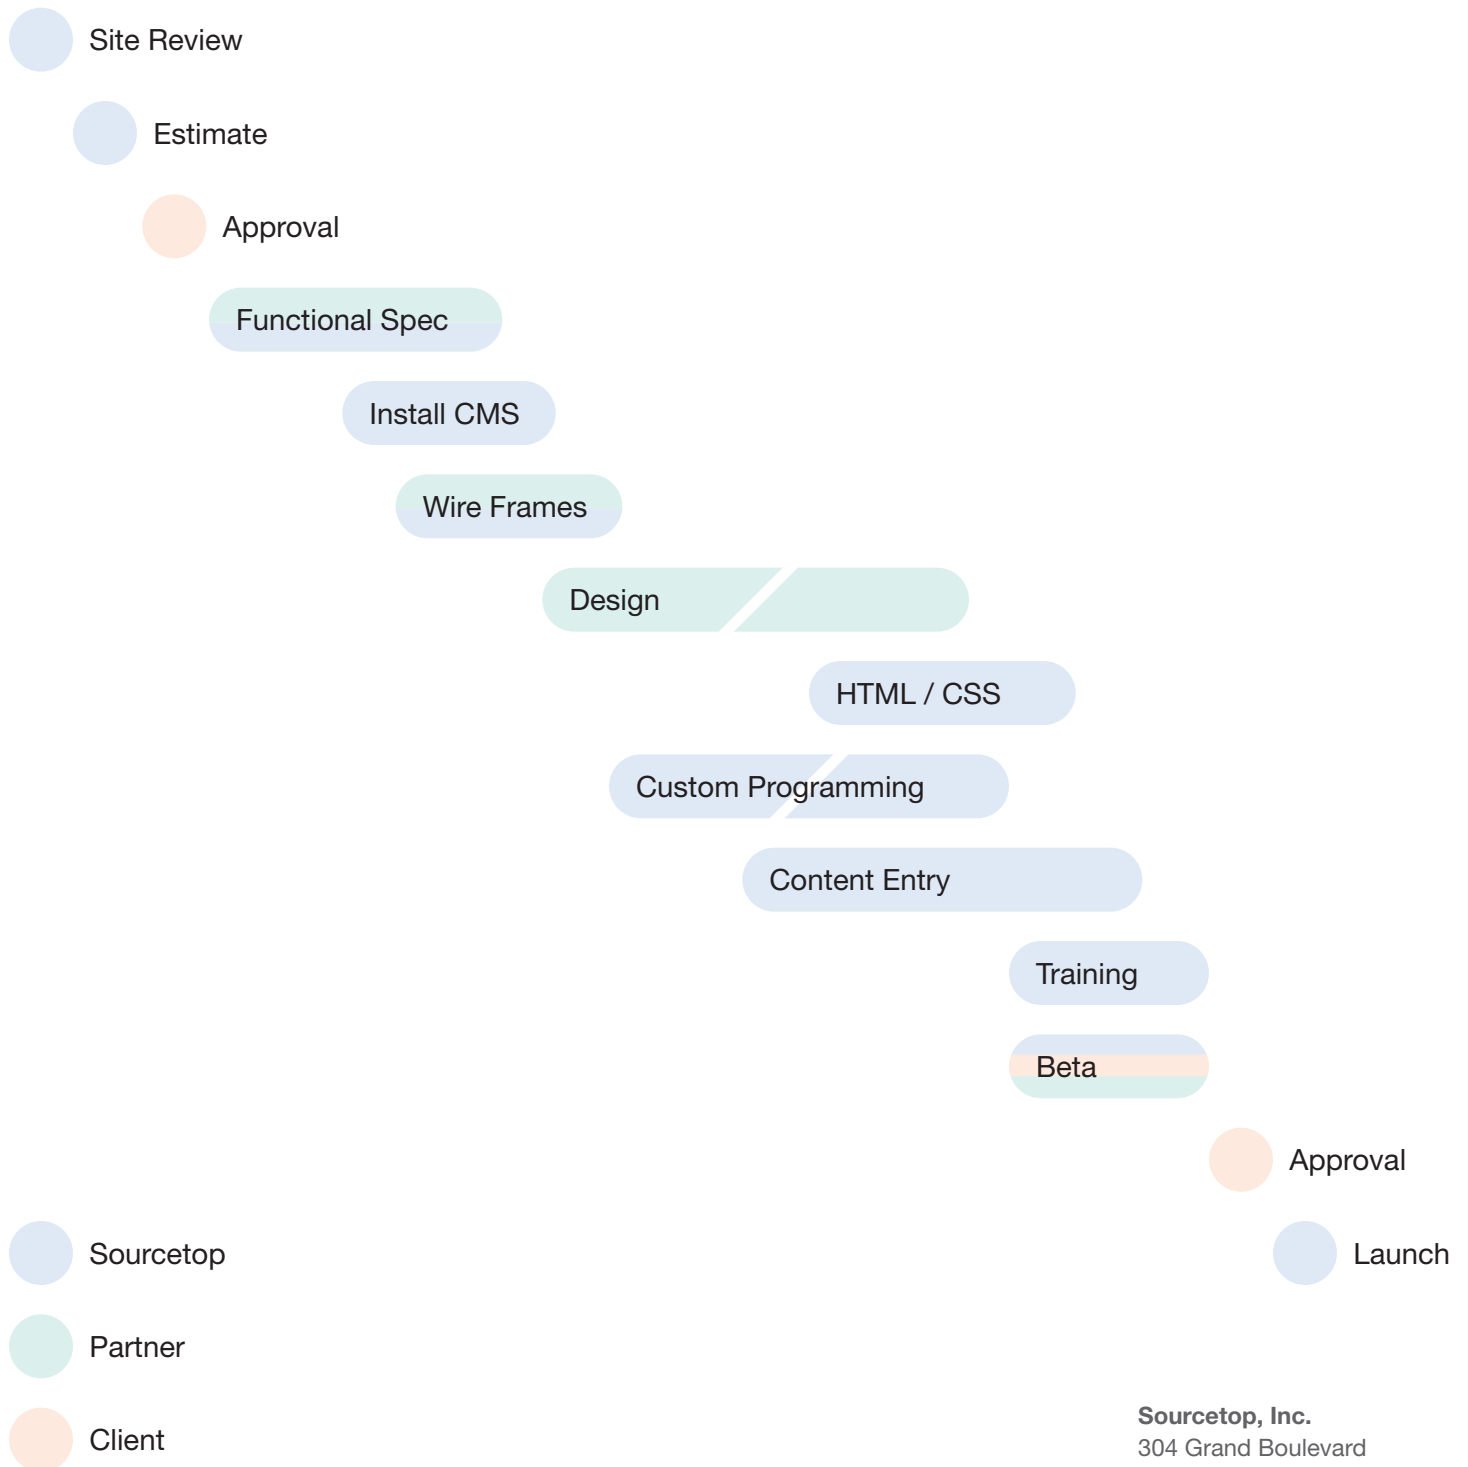 Site Review
Estimate
Approval
Functional Spec
Install CMS
Wire Frames
Design
HTML / CSS
Custom Programming
Content Entry
Training
Beta
Approval
Sourcetop
Launch
Partner
Client
Sourcetop, Inc.
304 Grand Boulevard